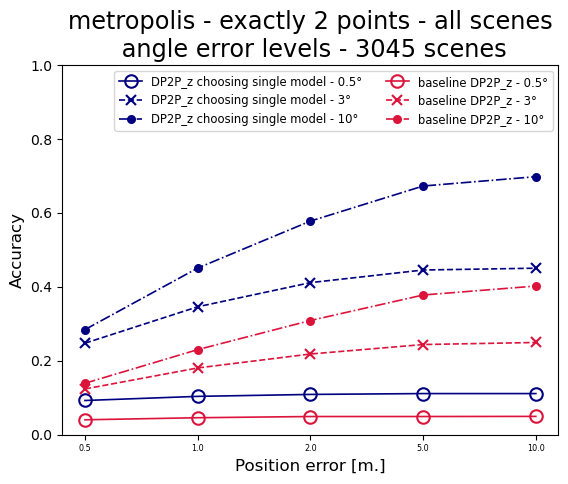 metropolis - exactly 2 points - all scenes
angle error levels - 3045 scenes
DP2P_z choosing single model - 0.5°
DP2P_z choosing single model - 3°
DP2P_z choosing single model - 10°
baseline DP2P_z - 0.5°
baseline DP2P_z - 3°
baseline DP2P_z - 10°
1.0
0.8
0.6
0.4
0.2
0.0
Accuracy
0.5 1.0 2.0 5.0 10.0
Position error [m.]